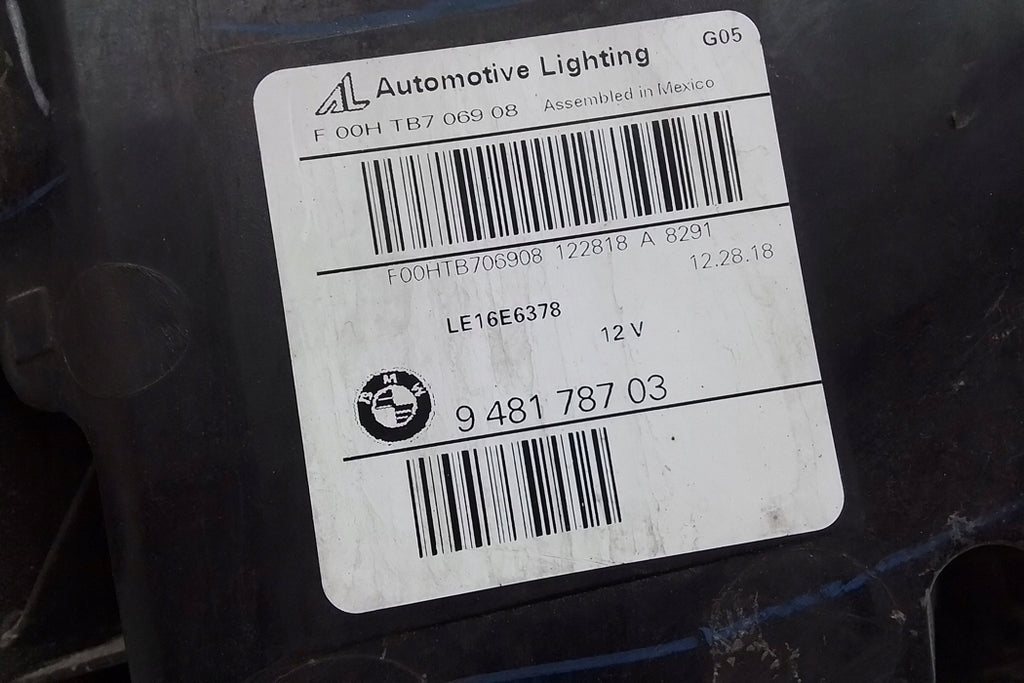 G05
AL Automotive Lighting
F 00H TB7 069 08 Assembled in Mexico
F00HTB706908 122818 A 8291
12.28.18
LE16E6378
12 V
BMW 9 481 787 03